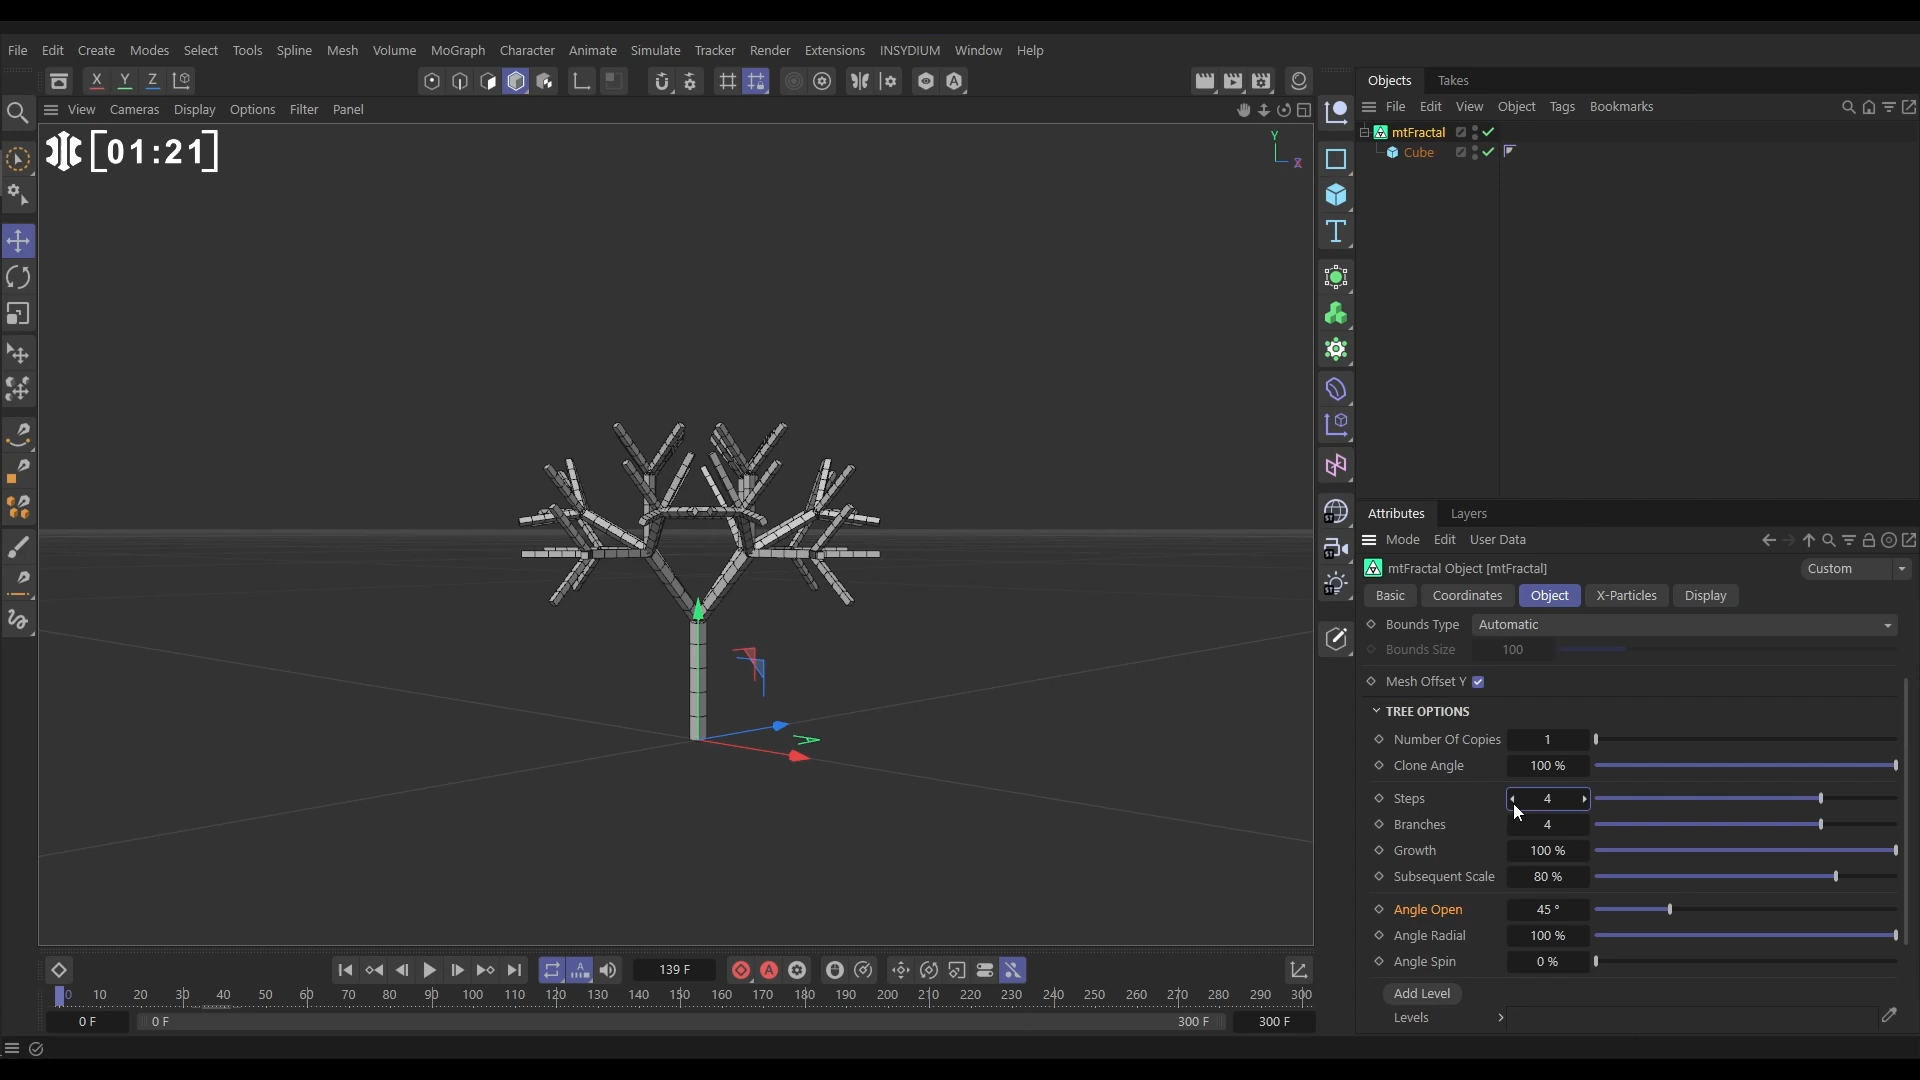 File Edit Create Modes Select Tools Spline Mesh Volume MoGraph Character Animate Simulate Tracker Render Extensions INSYDIUM Window Help
X Y Z
Objects Takes
View Cameras Display Options Filter Panel
File Edit View Object Tags Bookmarks
[01:21]
Y
Z
mtFractal
Cube
T
ST
ST
ST
Attributes Layers
Mode Edit User Data
mtFractal Object [mtFractal] Custom
Basic Coordinates Object X-Particles Display
Bounds Type Automatic
Bounds Size 100
Mesh Offset Y
TREE OPTIONS
Number Of Copies 1
Clone Angle 100 %
Steps 4
Branches 4
Growth 100 %
Subsequent Scale 80 %
Angle Open 45 °
Angle Radial 100 %
Angle Spin 0 %
Add Level
Levels
A 139 F A
0 10 20 30 40 50 60 70 80 90 100 110 120 130 140 150 160 170 180 190 200 210 220 230 240 250 260 270 280 290 300
0 F 0 F 300 F 300 F